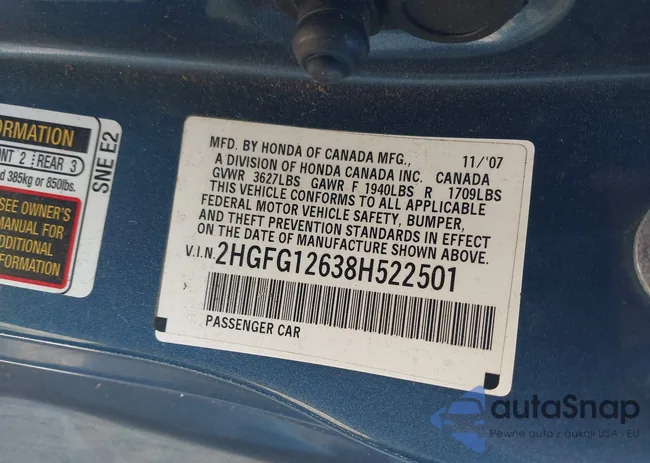 ORMATION
NT 2 REAR 3
d 385kg or 850lbs.
SEE OWNER'S
MANUAL FOR
ADDITIONAL
INFORMATION
SNE E2
MFD. BY HONDA OF CANADA MFG., 11/'07
A DIVISION OF HONDA CANADA INC. CANADA
GVWR 3627LBS GAWR F 1940LBS R 1709LBS
THIS VEHICLE CONFORMS TO ALL APPLICABLE
FEDERAL MOTOR VEHICLE SAFETY, BUMPER,
AND THEFT PREVENTION STANDARDS IN EFFECT
ON THE DATE OF MANUFACTURE SHOWN ABOVE.
V.I.N. 2HGFG12638H522501
PASSENGER CAR
autaSnap
Pewne auta z aukcji USA - EU